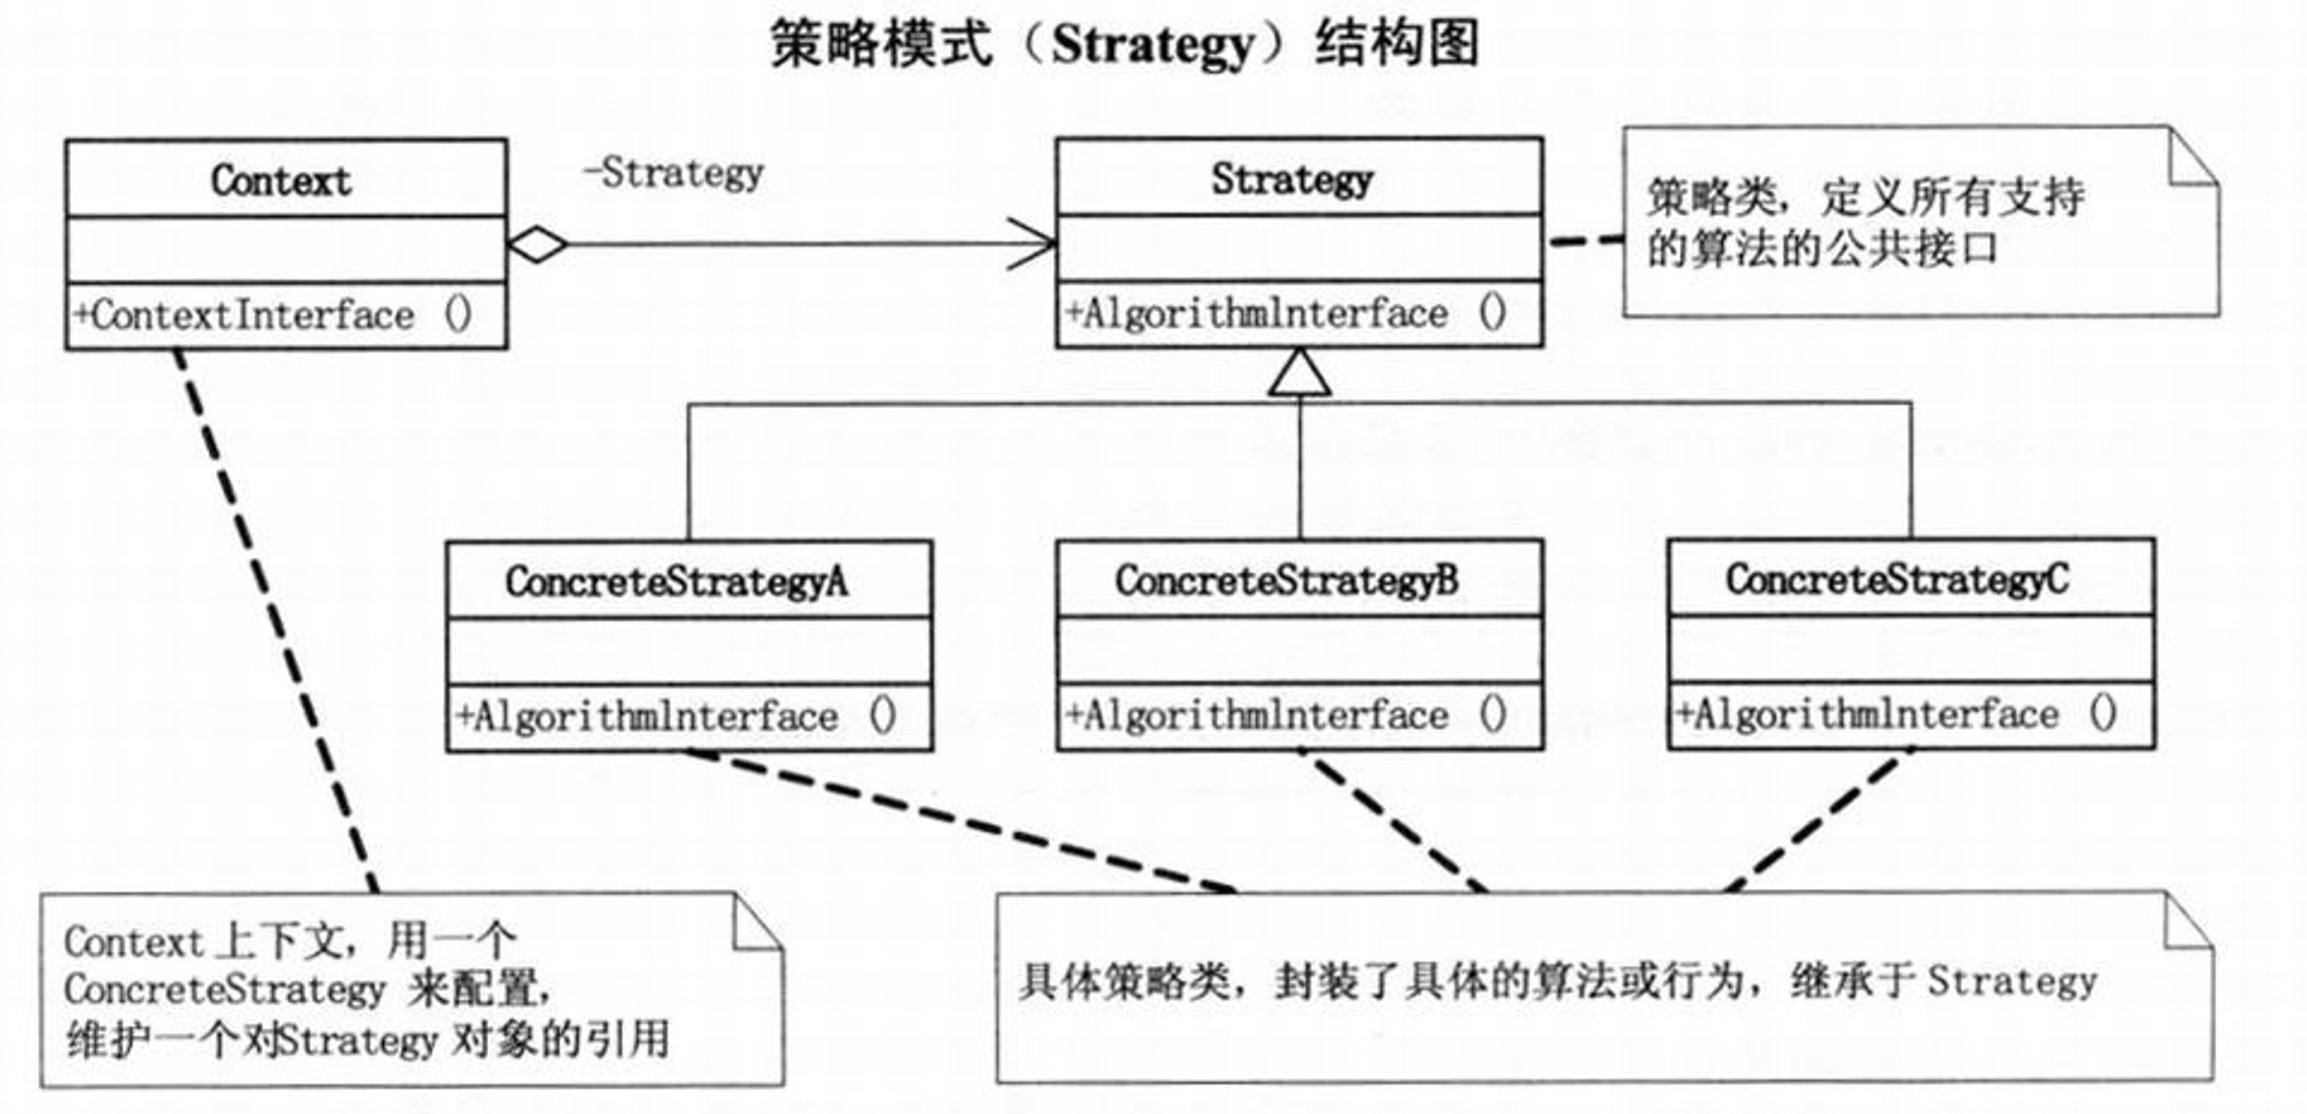 策略模式（Strategy）结构图
Context
-Strategy
Strategy
策略类，定义所有支持
的算法的公共接口
+ContextInterface ()
+AlgorithmlInterface ()
ConcreteStrategyA
ConcreteStrategyB
ConcreteStrategyC
+Algorithmlnterface ()
+Algorithmlnterface ()
+Algorithmlnterface ()
Context 上下文，用一个
ConcreteStrategy 来配置，
维护一个对Strategy 对象的引用
具体策略类，封装了具体的算法或行为，继承于 Strategy